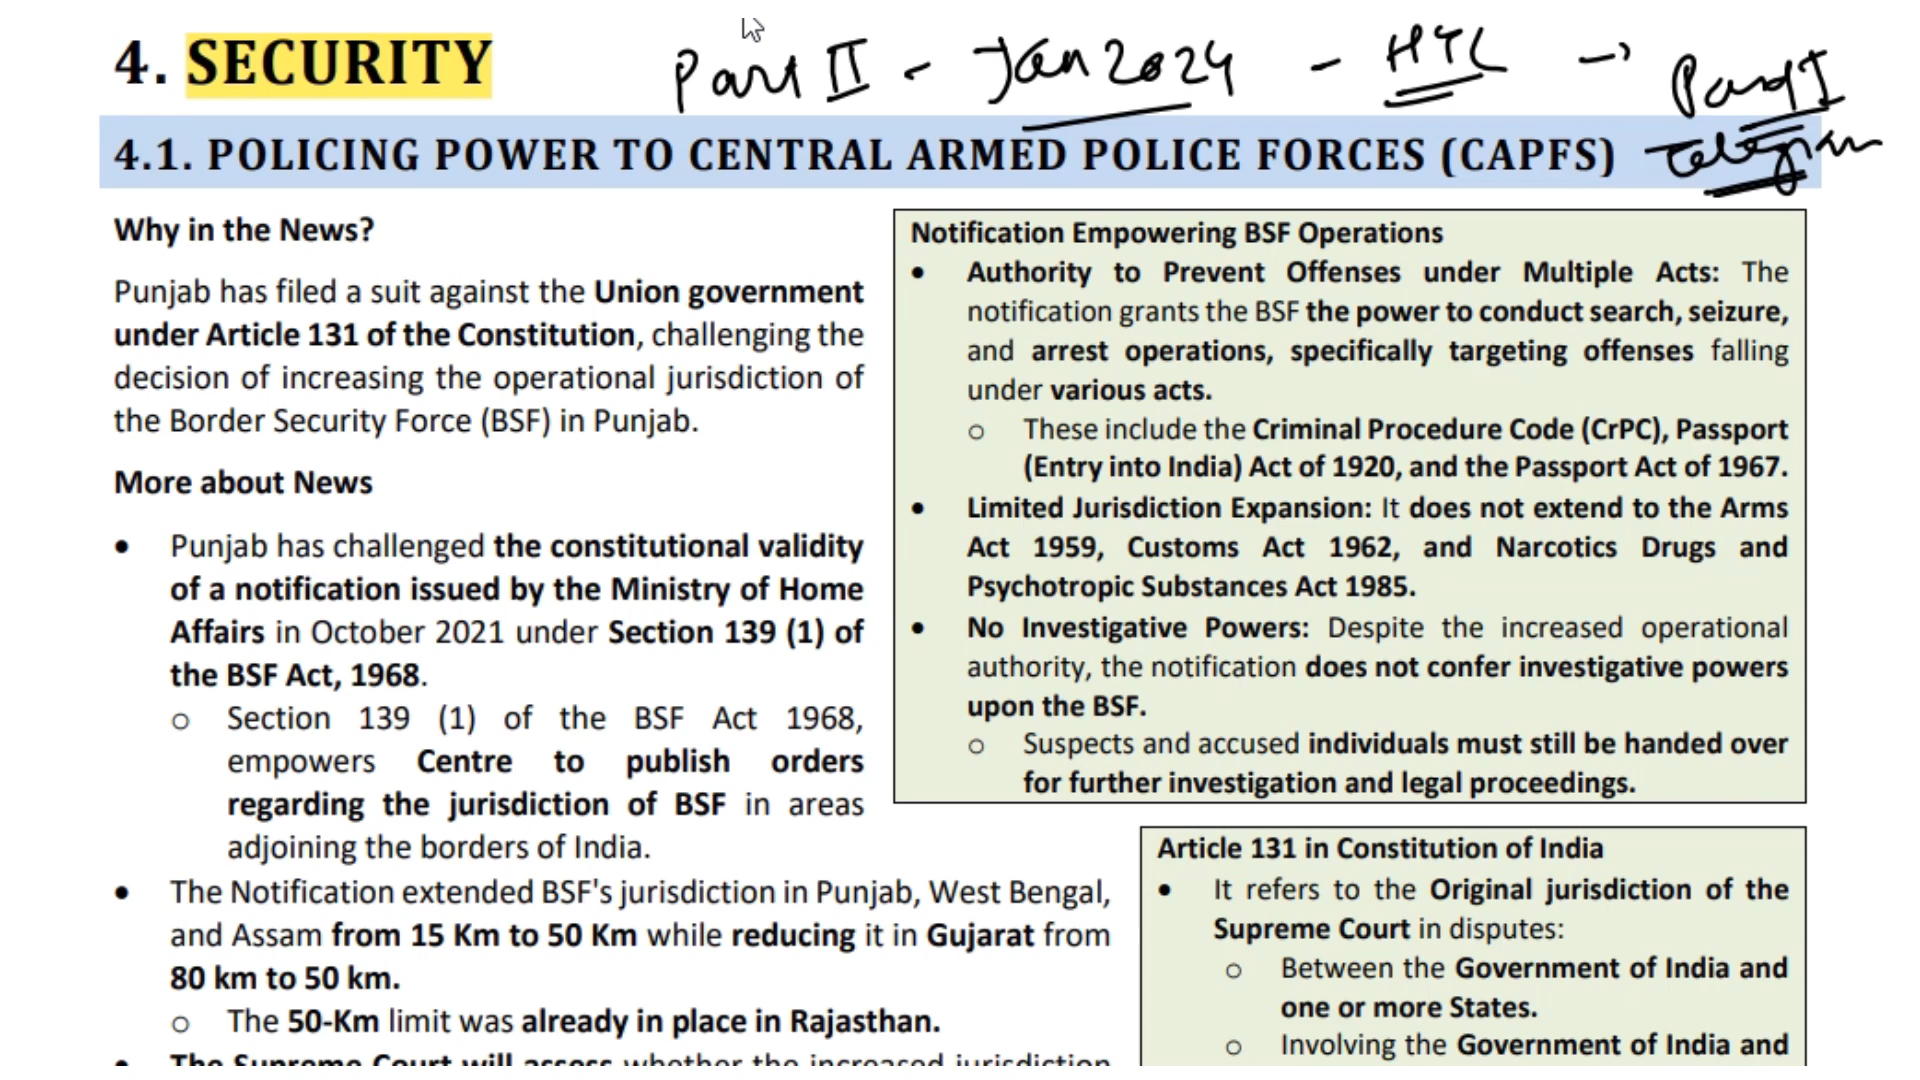 4. SECURITY
Part II - Jan 2024 - HTL → Part I
Telegram
4.1. POLICING POWER TO CENTRAL ARMED POLICE FORCES (CAPFS)
Why in the News?
Punjab has filed a suit against the Union government
under Article 131 of the Constitution, challenging the
decision of increasing the operational jurisdiction of
the Border Security Force (BSF) in Punjab.
More about News
• Punjab has challenged the constitutional validity
of a notification issued by the Ministry of Home
Affairs in October 2021 under Section 139 (1) of
the BSF Act, 1968.
o Section 139 (1) of the BSF Act 1968,
empowers Centre to publish orders
regarding the jurisdiction of BSF in areas
adjoining the borders of India.
• The Notification extended BSF's jurisdiction in Punjab, West Bengal,
and Assam from 15 Km to 50 Km while reducing it in Gujarat from
80 km to 50 km.
o The 50-Km limit was already in place in Rajasthan.
• The Supreme Court will assess whether the increased jurisdiction
Notification Empowering BSF Operations
• Authority to Prevent Offenses under Multiple Acts: The
notification grants the BSF the power to conduct search, seizure,
and arrest operations, specifically targeting offenses falling
under various acts.
o These include the Criminal Procedure Code (CrPC), Passport
(Entry into India) Act of 1920, and the Passport Act of 1967.
• Limited Jurisdiction Expansion: It does not extend to the Arms
Act 1959, Customs Act 1962, and Narcotics Drugs and
Psychotropic Substances Act 1985.
• No Investigative Powers: Despite the increased operational
authority, the notification does not confer investigative powers
upon the BSF.
o Suspects and accused individuals must still be handed over
for further investigation and legal proceedings.
Article 131 in Constitution of India
• It refers to the Original jurisdiction of the
Supreme Court in disputes:
o Between the Government of India and
one or more States.
o Involving the Government of India and